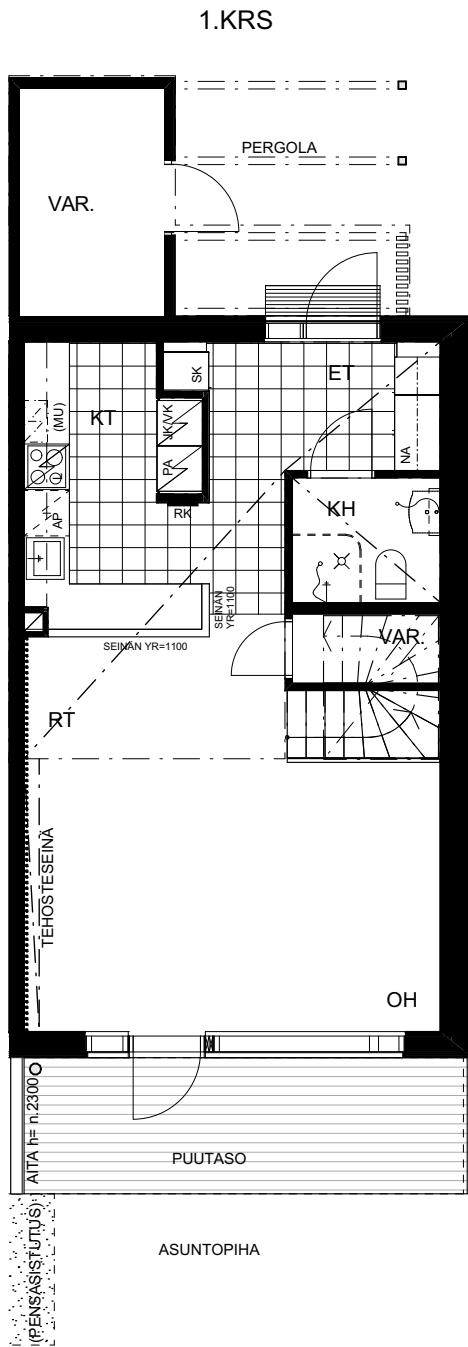 1.KRS
PERGOLA
VAR.
SK
ET
(MU)
KT
JK/VK
NA
PA
L
KH
AP
RK
SEINÄN
YR=1100
SEINÄN YR=1100
VAR.
RT
TEHOSTESEINÄ
OH
AITA h= n.2300
PUUTASO
(PENSASISTUTUS)
ASUNTOPIHA